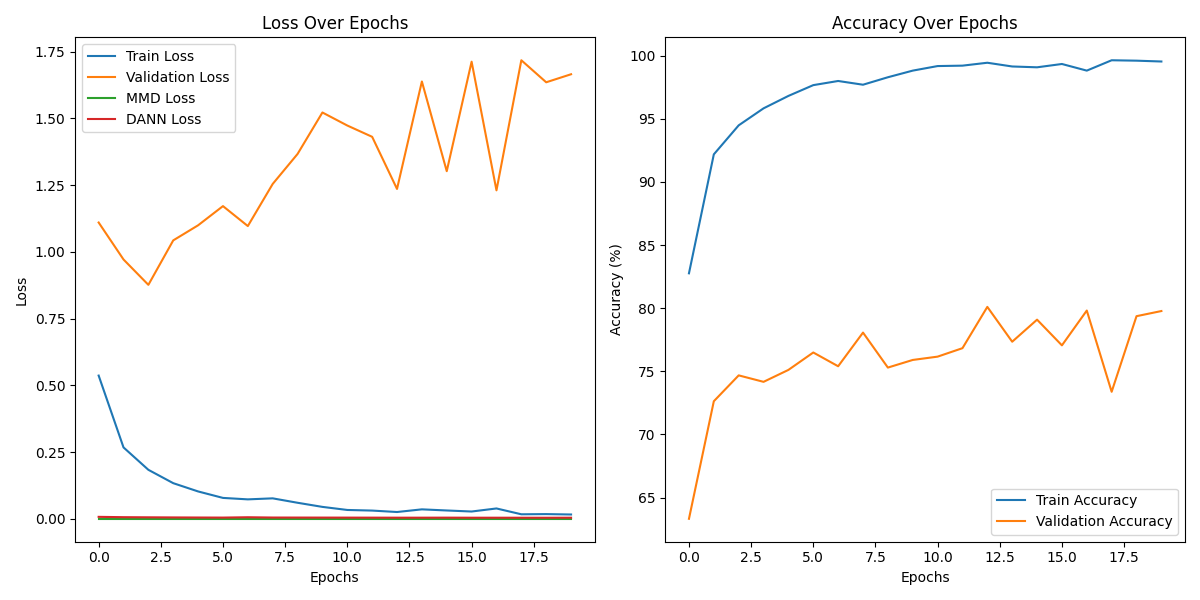 Loss Over Epochs
Train Loss
Validation Loss
MMD Loss
DANN Loss
1.75
1.50
1.25
1.00
0.75
0.50
0.25
0.00
Loss
0.0 2.5 5.0 7.5 10.0 12.5 15.0 17.5
Epochs
Accuracy Over Epochs
100
95
90
85
80
75
70
65
Accuracy (%)
Train Accuracy
Validation Accuracy
0.0 2.5 5.0 7.5 10.0 12.5 15.0 17.5
Epochs